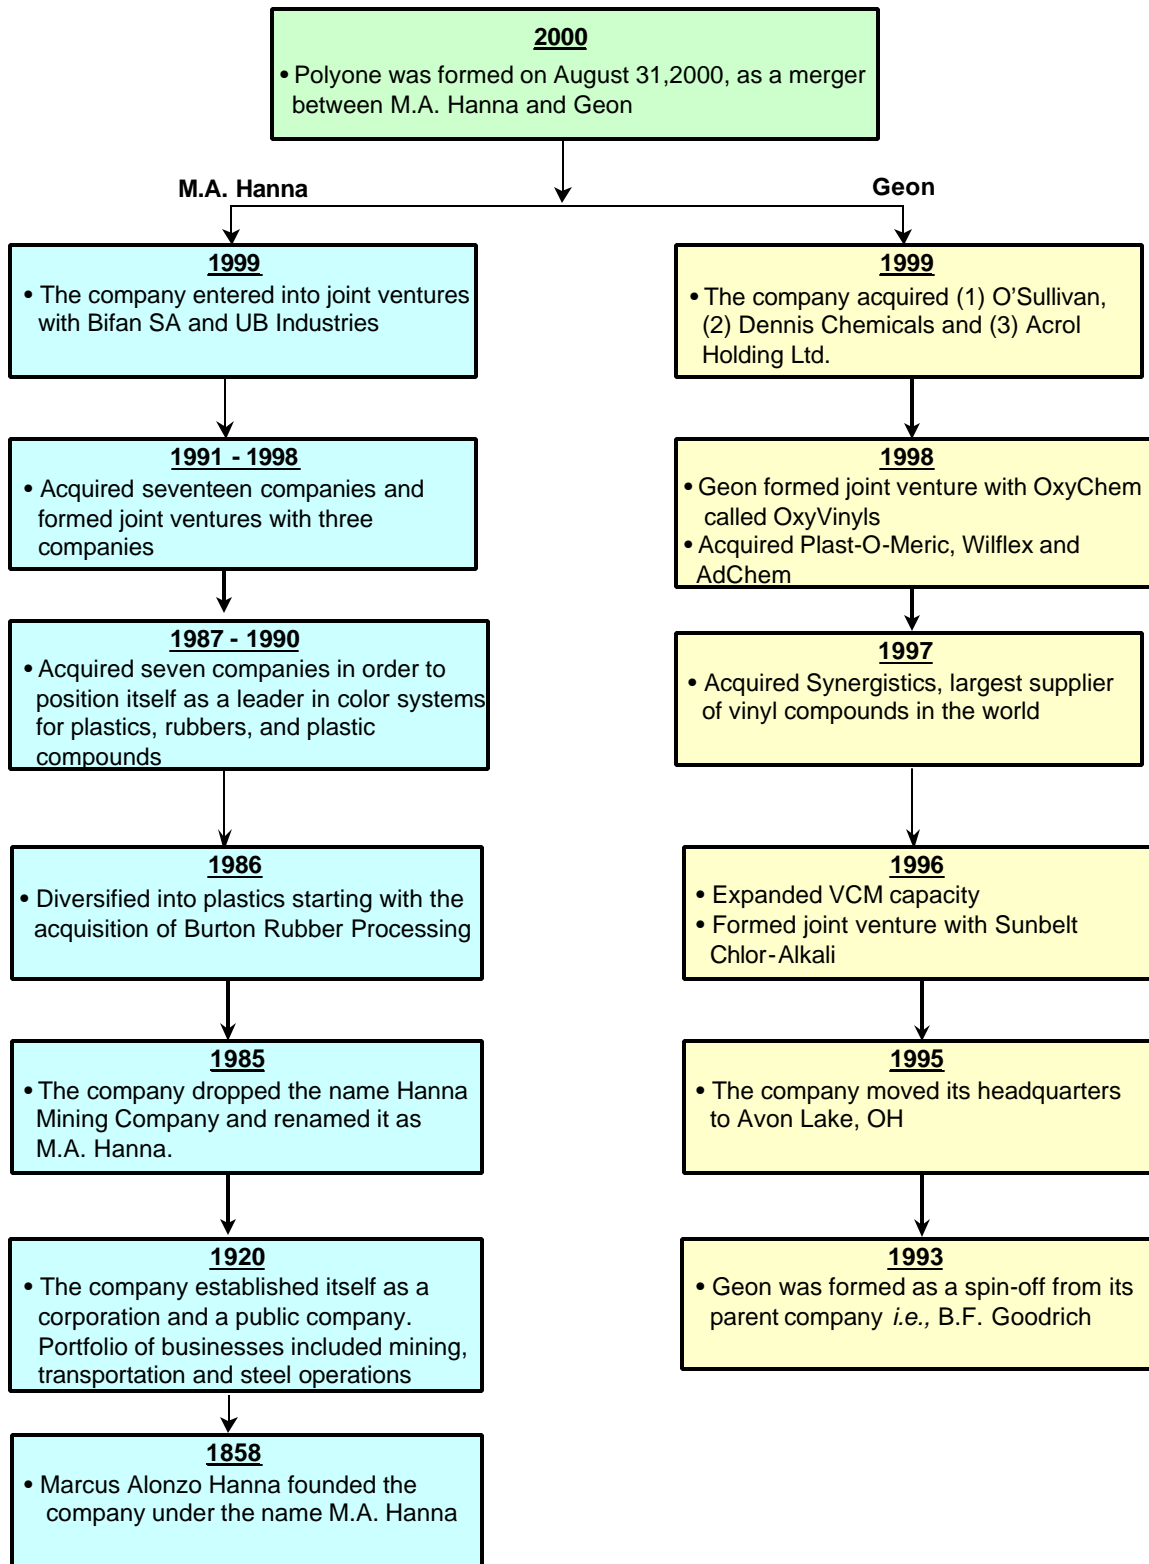 2000
• Polyone was formed on August 31,2000, as a merger
between M.A. Hanna and Geon
M.A. Hanna
Geon
1999
• The company entered into joint ventures
with Bifan SA and UB Industries
1991 - 1998
• Acquired seventeen companies and
formed joint ventures with three
companies
1987 - 1990
• Acquired seven companies in order to
position itself as a leader in color systems
for plastics, rubbers, and plastic
compounds
1986
• Diversified into plastics starting with the
acquisition of Burton Rubber Processing
1985
• The company dropped the name Hanna
Mining Company and renamed it as
M.A. Hanna.
1920
• The company established itself as a
corporation and a public company.
Portfolio of businesses included mining,
transportation and steel operations
1858
• Marcus Alonzo Hanna founded the
company under the name M.A. Hanna
1999
• The company acquired (1) O'Sullivan,
(2) Dennis Chemicals and (3) Acrol
Holding Ltd.
1998
• Geon formed joint venture with OxyChem
called OxyVinyls
• Acquired Plast-O-Meric, Wilflex and
AdChem
1997
• Acquired Synergistics, largest supplier
of vinyl compounds in the world
1996
• Expanded VCM capacity
• Formed joint venture with Sunbelt
Chlor-Alkali
1995
• The company moved its headquarters
to Avon Lake, OH
1993
• Geon was formed as a spin-off from its
parent company i.e., B.F. Goodrich